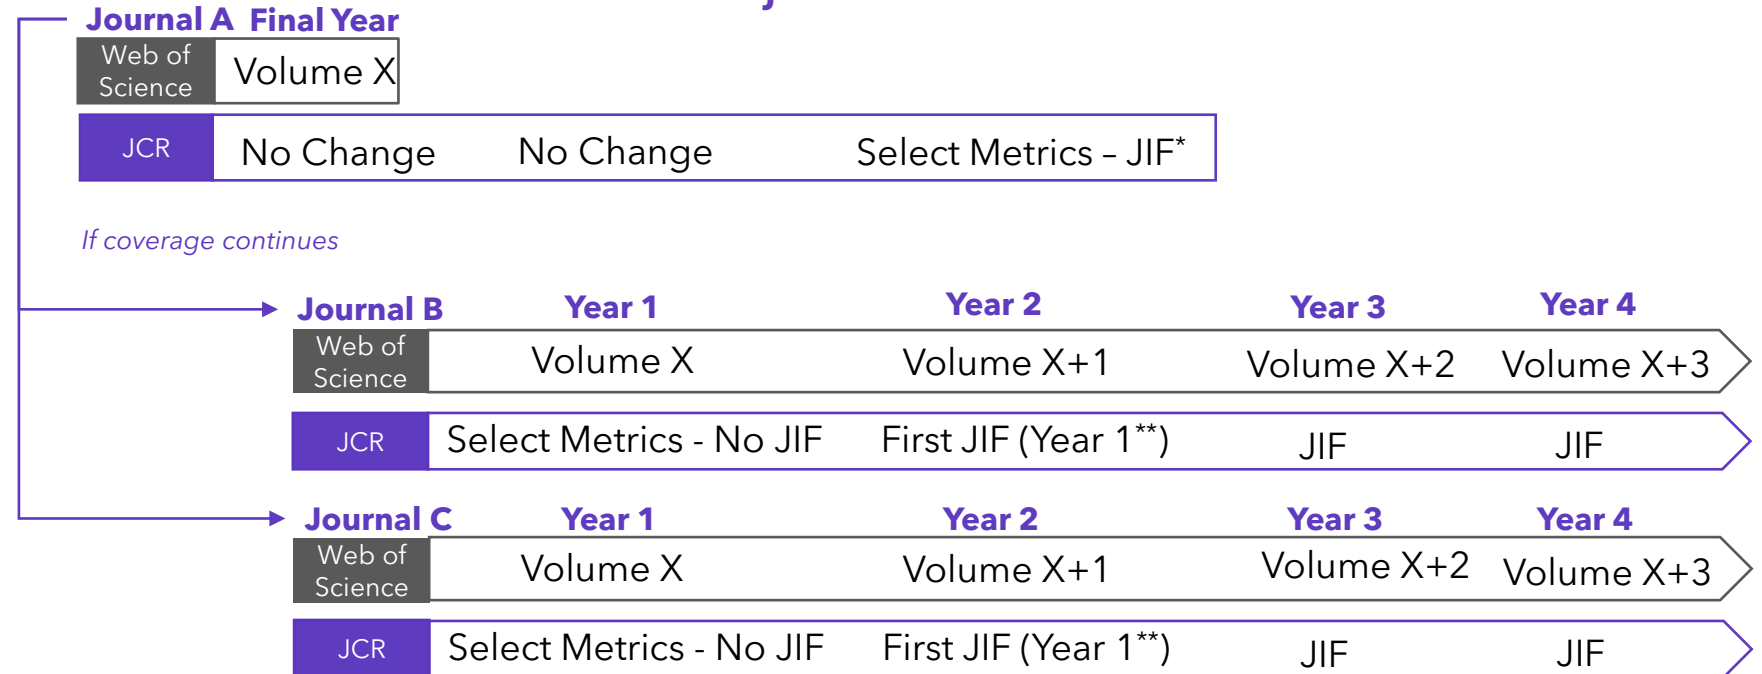 Journal A Final Year
Web of
Science
Volume X
JCR
No Change
No Change
Select Metrics – JIF*
If coverage continues
Journal B Year 1 Year 2 Year 3 Year 4
Web of
Science
Volume X
Volume X+1
Volume X+2
Volume X+3
JCR
Select Metrics - No JIF
First JIF (Year 1**)
JIF
JIF
Journal C Year 1 Year 2 Year 3 Year 4
Web of
Science
Volume X
Volume X+1
Volume X+2
Volume X+3
JCR
Select Metrics - No JIF
First JIF (Year 1**)
JIF
JIF